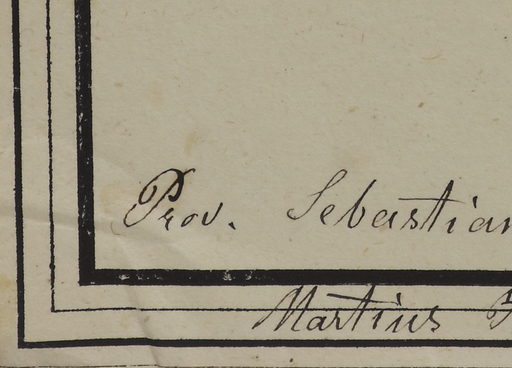 Prov. Sebastian
Martius